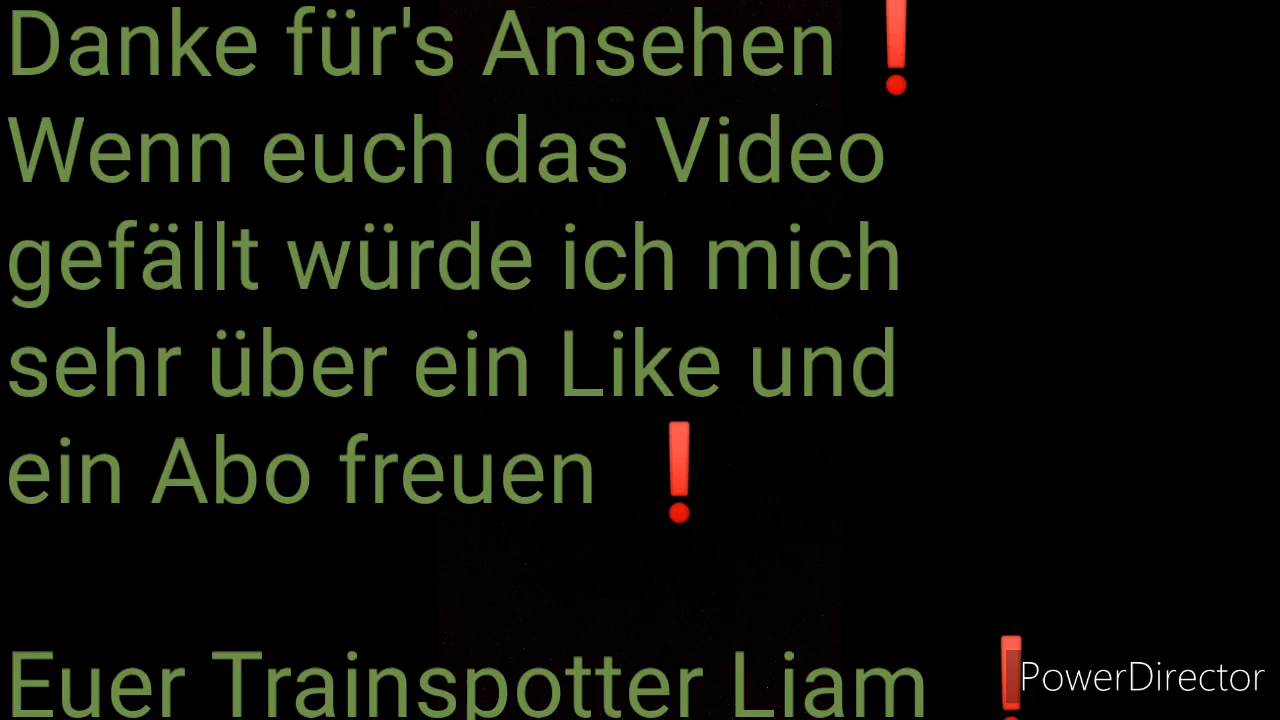 Danke für's Ansehen❗
Wenn euch das Video
gefällt würde ich mich
sehr über ein Like und
ein Abo freuen ❗
Euer Trainspotter Liam ❗
PowerDirector